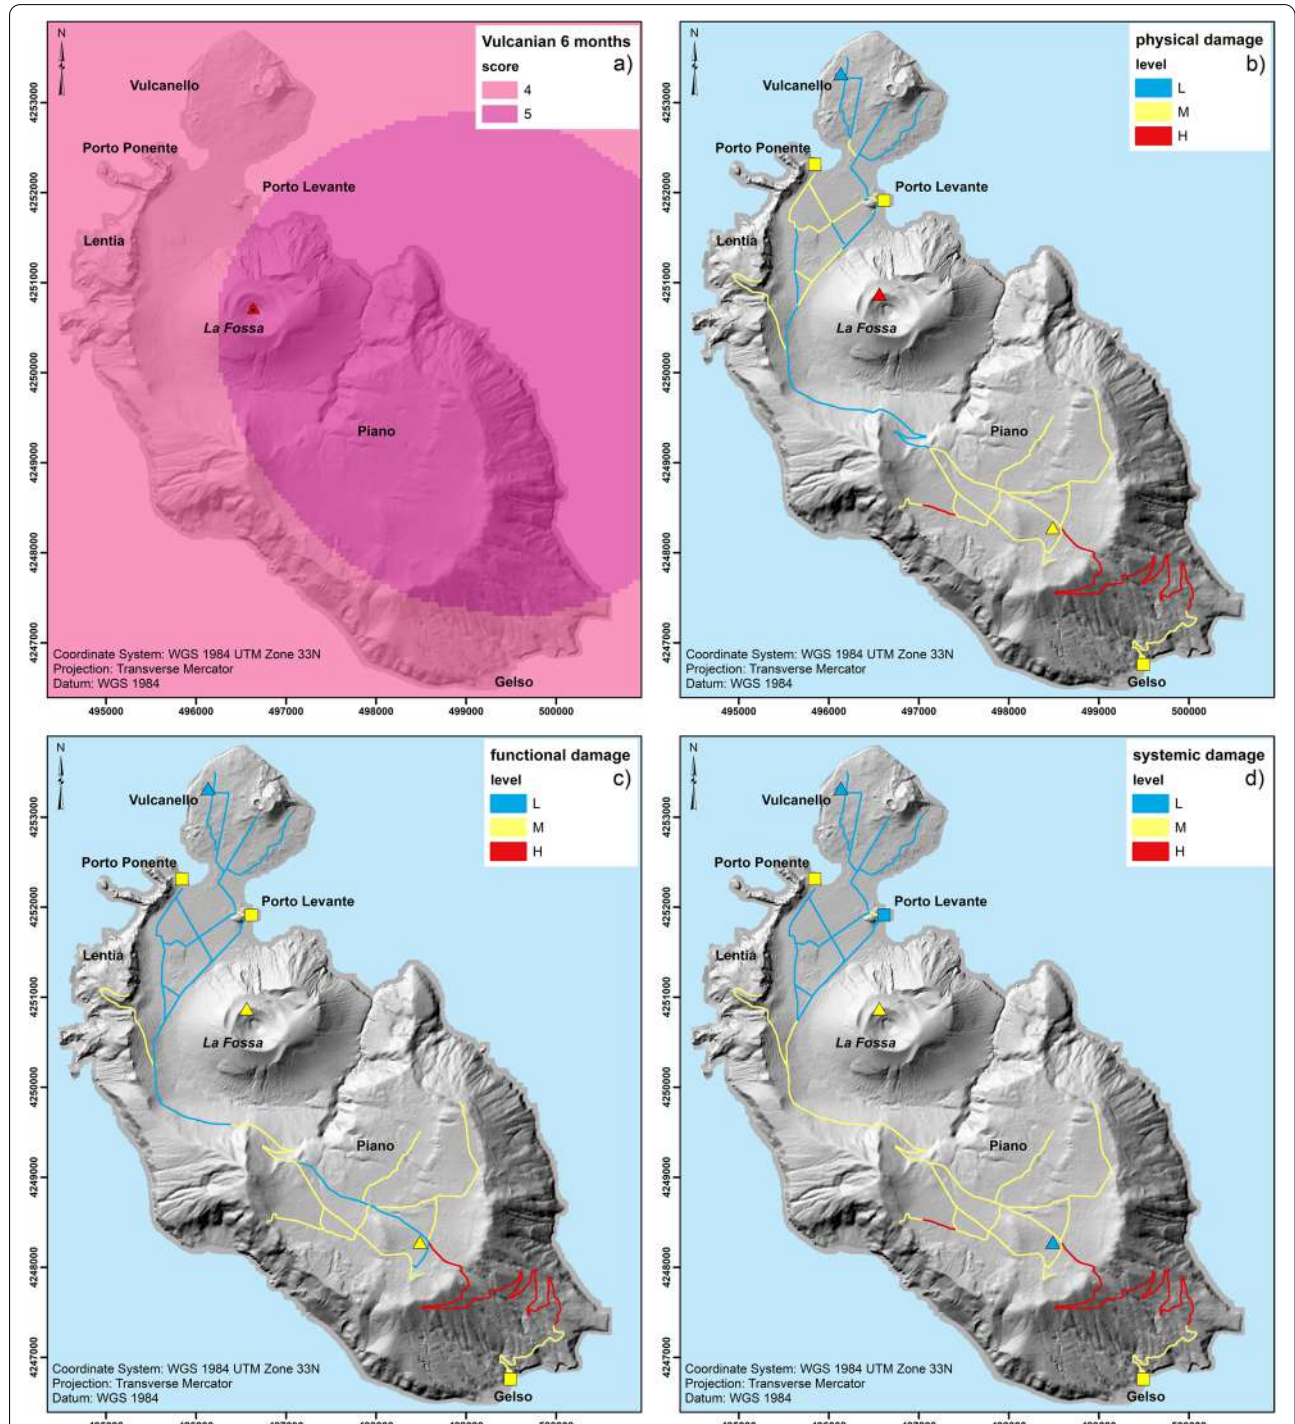 N
Vulcanian 6 months
score
a)
4
5
Vulcanello
Porto Ponente
Porto Levante
Lentia
La Fossa
Piano
Gelso
4253000
4252000
4251000
4250000
4249000
4248000
4247000
Coordinate System: WGS 1984 UTM Zone 33N
Projection: Transverse Mercator
Datum: WGS 1984
495000 496000 497000 498000 499000 500000
N
physical damage
level
b)
L
M
H
Vulcanello
Porto Ponente
Porto Levante
Lentia
La Fossa
Piano
Gelso
4253000
4252000
4251000
4250000
4249000
4248000
4247000
Coordinate System: WGS 1984 UTM Zone 33N
Projection: Transverse Mercator
Datum: WGS 1984
495000 496000 497000 498000 499000 500000
N
functional damage
level
c)
L
M
H
Vulcanello
Porto Ponente
Porto Levante
Lentia
La Fossa
Piano
Gelso
4253000
4252000
4251000
4250000
4249000
4248000
4247000
Coordinate System: WGS 1984 UTM Zone 33N
Projection: Transverse Mercator
Datum: WGS 1984
N
systemic damage
level
d)
L
M
H
Vulcanello
Porto Ponente
Porto Levante
Lentia
La Fossa
Piano
Gelso
4253000
4252000
4251000
4250000
4249000
4248000
4247000
Coordinate System: WGS 1984 UTM Zone 33N
Projection: Transverse Mercator
Datum: WGS 1984